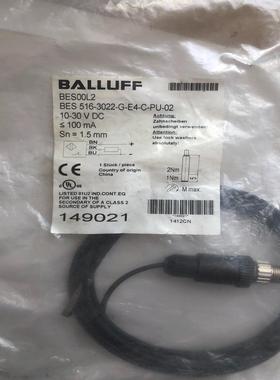 BALLUFF
BES00L2
BES 516-3022-G-E4-C-PU-02
10-30 V DC
≤ 100 mA
Sn = 1.5 mm
BN
BK
BU
1 Stück / piece
Country of origin
China
LISTED 81U2 IND.CONT.EQ
FOR USE IN THE
SECONDARY OF A CLASS 2
SOURCE OF SUPPLY
149021
Achtung:
Zahnscheiben
unbedingt verwenden
Attention:
Must use
lock washers!
2Nm
1Nm
M max.
1412CN